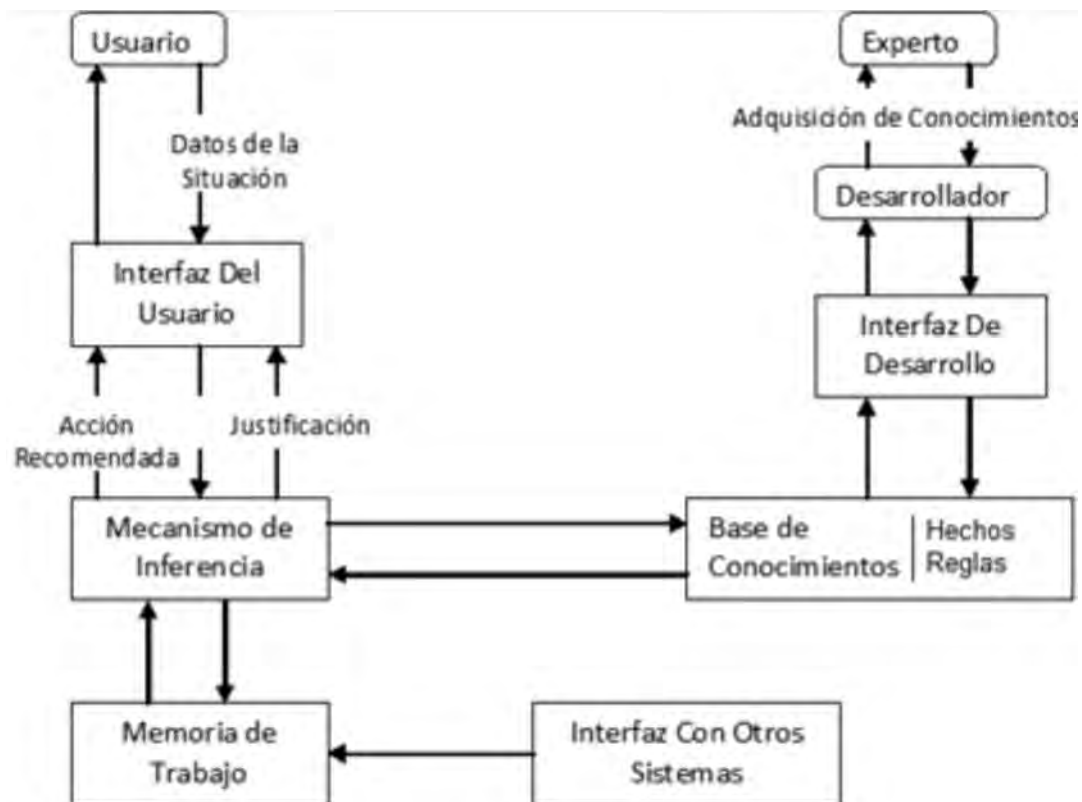 Usuario
Experto
Datos de la
Situación
Adquisición de Conocimientos
Desarrollador
Interfaz Del
Usuario
Interfaz De
Desarrollo
Acción
Recomendada
Justificación
Mecanismo de
Inferencia
Base de
Conocimientos
Hechos
Reglas
Memoria de
Trabajo
Interfaz Con Otros
Sistemas